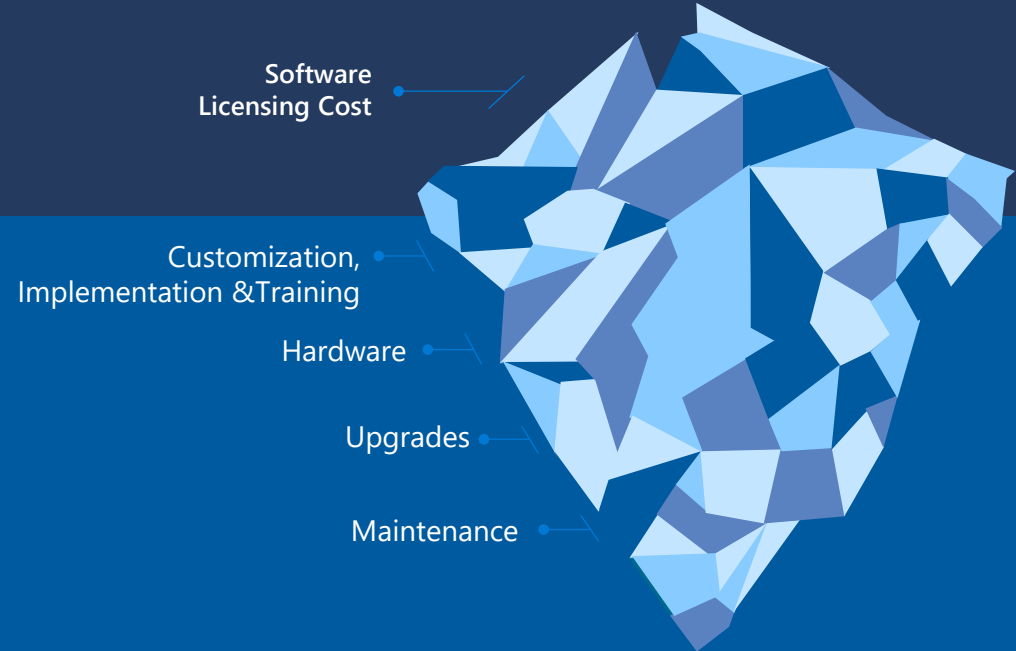 Software
Licensing Cost
Customization,
Implementation &Training
Hardware
Upgrades
Maintenance